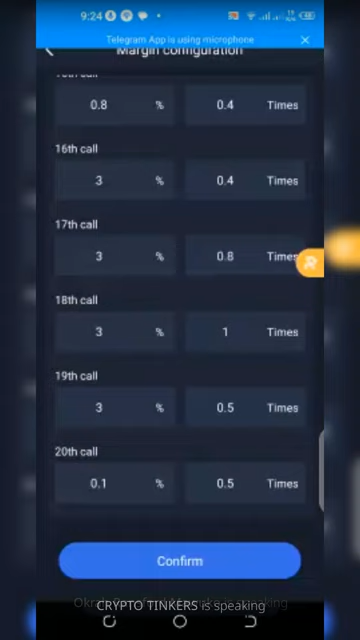 9:24
Telegram App is using microphone
Margin configuration
0.8 % 0.4 Times
16th call
3 % 0.4 Times
17th call
3 % 0.8 Times
18th call
3 % 1 Times
19th call
3 % 0.5 Times
20th call
0.1 % 0.5 Times
Confirm
CRYPTO TINKERS is speaking